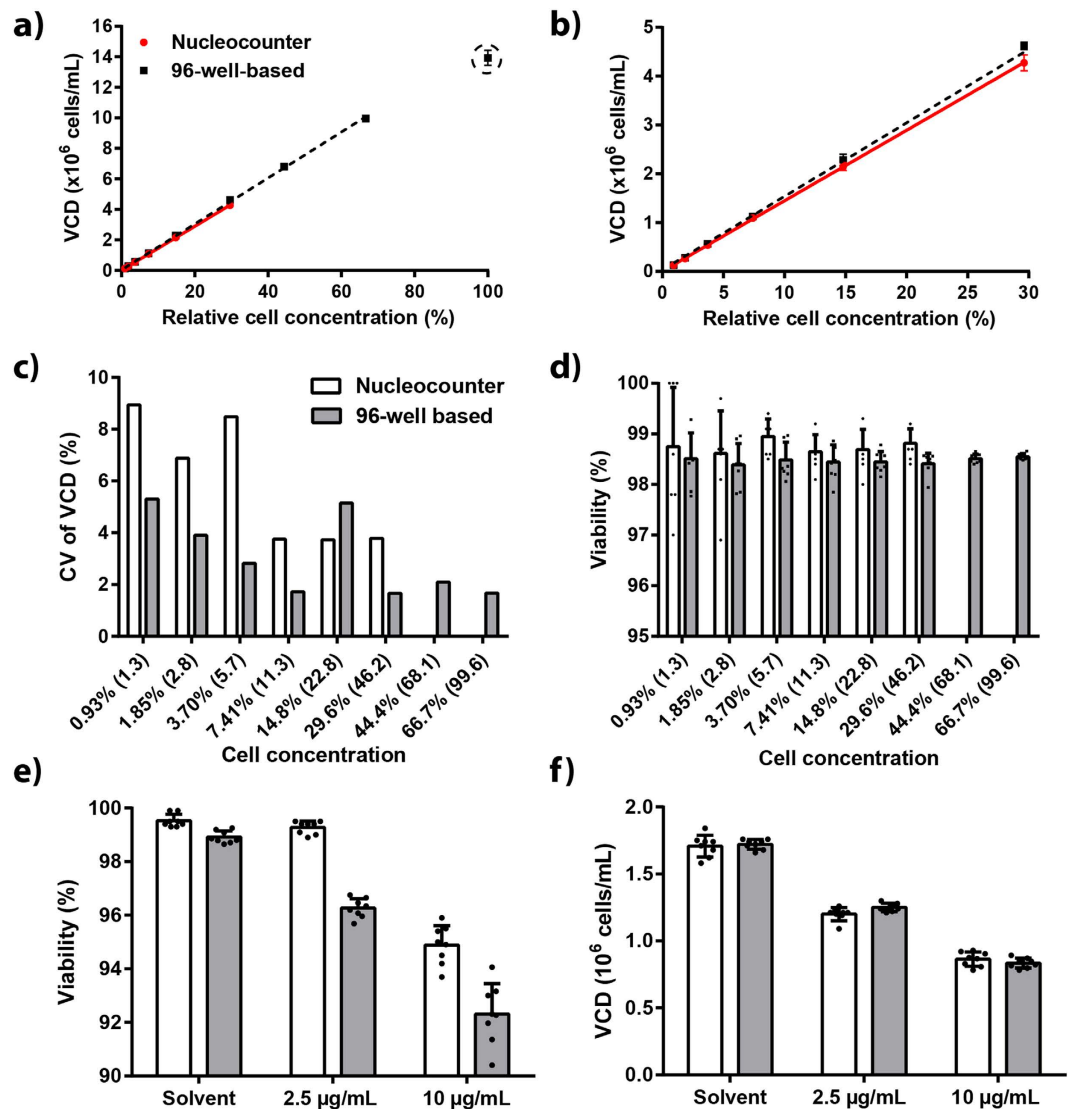 a)
VCD (x10⁶ cells/mL)
16
14
12
10
8
6
4
2
0
Nucleocounter
96-well-based
0 20 40 60 80 100
Relative cell concentration (%)
b)
VCD (x10⁶ cells/mL)
5
4
3
2
1
0
0 5 10 15 20 25 30
Relative cell concentration (%)
c)
CV of VCD (%)
10
8
6
4
2
0
Nucleocounter
96-well based
0.93% (1.3)
1.85% (2.8)
3.70% (5.7)
7.41% (11.3)
14.8% (22.8)
29.6% (46.2)
44.4% (68.1)
66.7% (99.6)
Cell concentration
d)
Viability (%)
100
99
98
97
96
95
0.93% (1.3)
1.85% (2.8)
3.70% (5.7)
7.41% (11.3)
14.8% (22.8)
29.6% (46.2)
44.4% (68.1)
66.7% (99.6)
Cell concentration
e)
Viability (%)
100
98
96
94
92
90
Solvent 2.5 µg/mL 10 µg/mL
f)
VCD (10⁶ cells/mL)
2.0
1.5
1.0
0.5
0.0
Solvent 2.5 µg/mL 10 µg/mL